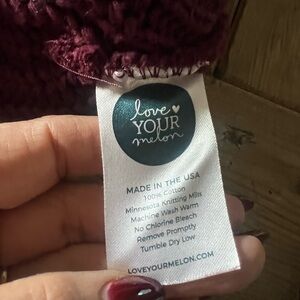 love
YOUR
melon
MADE IN THE USA
100% Cotton
Minnesota Knitting Mills
Machine Wash Warm
No Chlorine Bleach
Remove Promptly
Tumble Dry Low
LOVEYOURMELON.COM